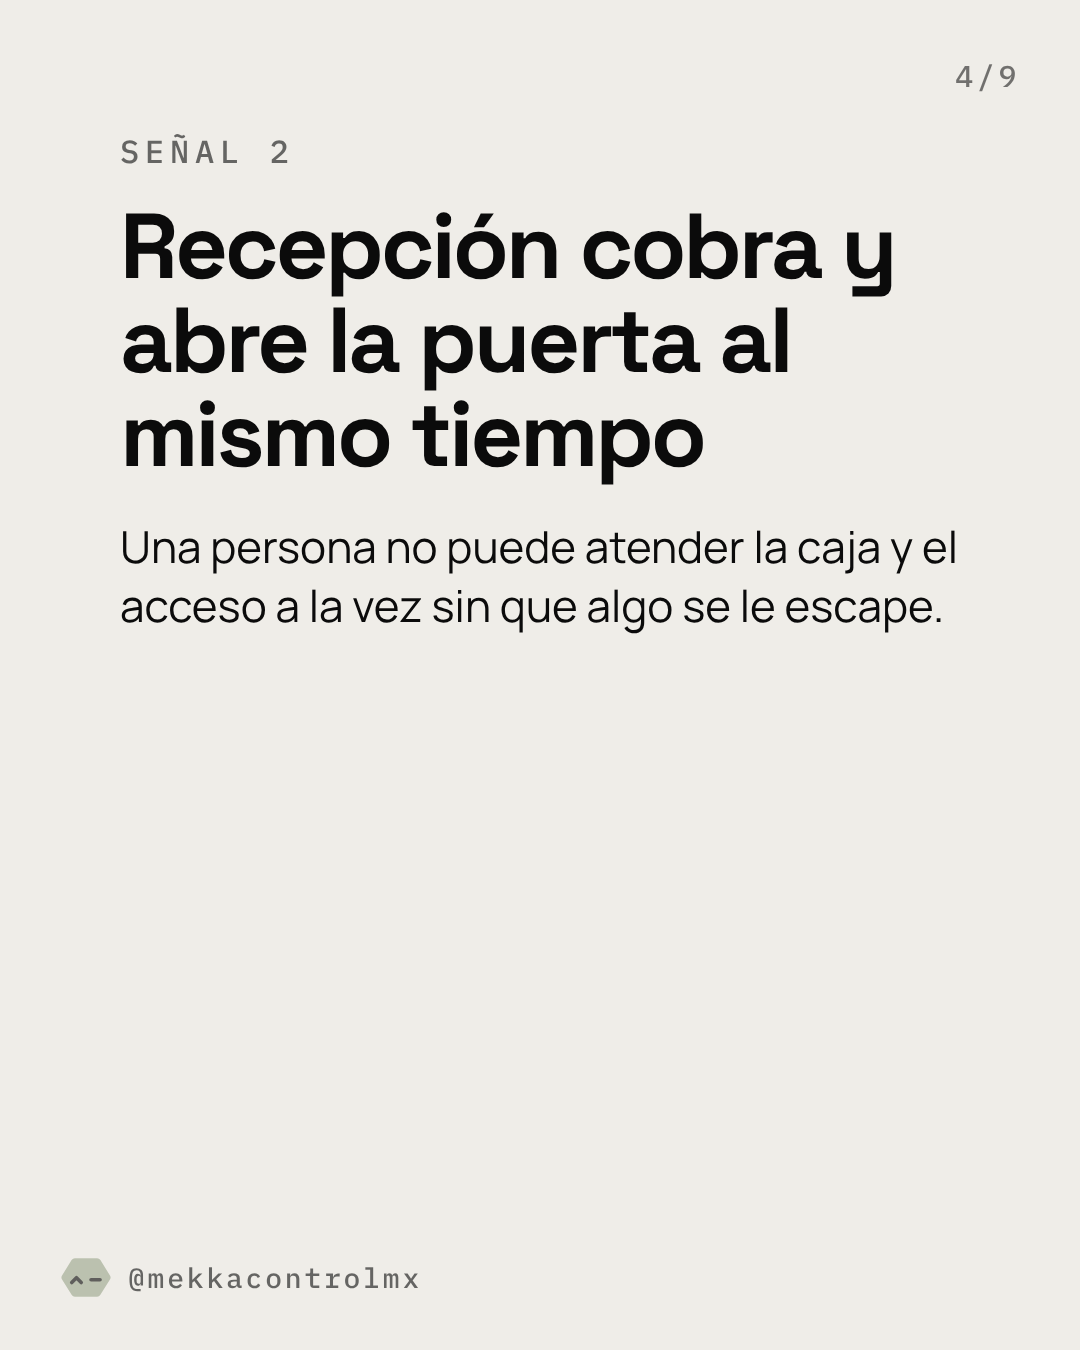 4/9
SEÑAL 2
Recepción cobra y
abre la puerta al
mismo tiempo
Una persona no puede atender la caja y el
acceso a la vez sin que algo se le escape.
@mekkacontrolmx